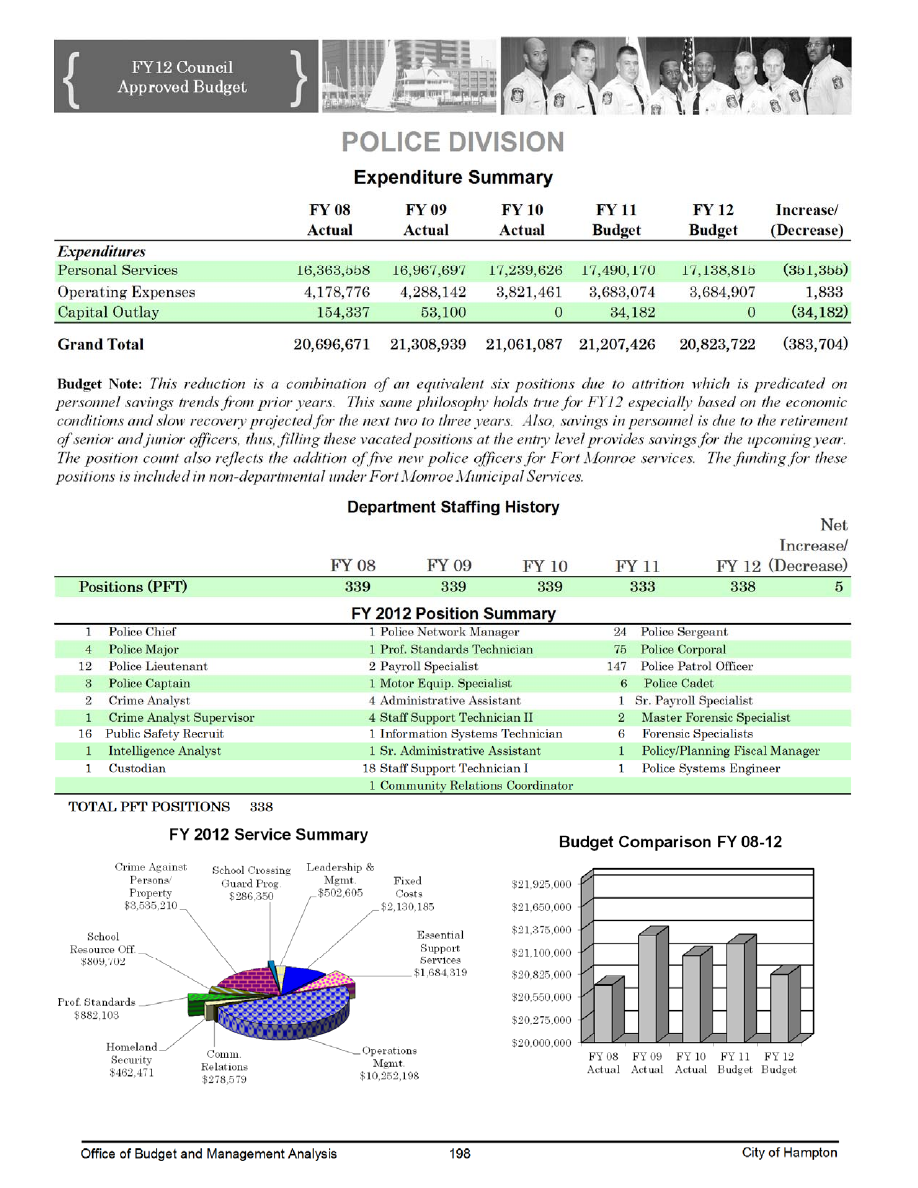 FY12 Council
Approved Budget
POLICE DIVISION
Expenditure Summary
FY 08 FY 09 FY 10 FY 11 FY 12 Increase/
Actual Actual Actual Budget Budget (Decrease)
Expenditures
Personal Services 16,363,558 16,967,697 17,239,626 17,490,170 17,138,815 (351,355)
Operating Expenses 4,178,776 4,288,142 3,821,461 3,683,074 3,684,907 1,833
Capital Outlay 154,337 53,100 0 34,182 0 (34,182)
Grand Total 20,696,671 21,308,939 21,061,087 21,207,426 20,823,722 (383,704)
Budget Note: This reduction is a combination of an equivalent six positions due to attrition which is predicated on
personnel savings trends from prior years. This same philosophy holds true for FY12 especially based on the economic
conditions and slow recovery projected for the next two to three years. Also, savings in personnel is due to the retirement
of senior and junior officers, thus, filling these vacated positions at the entry level provides savings for the upcoming year.
The position count also reflects the addition of five new police officers for Fort Monroe services. The funding for these
positions is included in non-departmental under Fort Monroe Municipal Services.
Department Staffing History
Net
Increase/
FY 08 FY 09 FY 10 FY 11 FY 12 (Decrease)
Positions (PFT) 339 339 339 333 338 5
FY 2012 Position Summary
1 Police Chief 1 Police Network Manager 24 Police Sergeant
4 Police Major 1 Prof. Standards Technician 75 Police Corporal
12 Police Lieutenant 2 Payroll Specialist 147 Police Patrol Officer
3 Police Captain 1 Motor Equip. Specialist 6 Police Cadet
2 Crime Analyst 4 Administrative Assistant 1 Sr. Payroll Specialist
1 Crime Analyst Supervisor 4 Staff Support Technician II 2 Master Forensic Specialist
16 Public Safety Recruit 1 Information Systems Technician 6 Forensic Specialists
1 Intelligence Analyst 1 Sr. Administrative Assistant 1 Policy/Planning Fiscal Manager
1 Custodian 18 Staff Support Technician I 1 Police Systems Engineer
1 Community Relations Coordinator
TOTAL PFT POSITIONS 338
FY 2012 Service Summary
Crime Against
Persons/
Property
$3,535,210
School Crossing
Guard Prog.
$286,350
Leadership &
Mgmt.
$502,605
Fixed
Costs
$2,130,185
School
Resource Off.
$809,702
Essential
Support
Services
$1,684,319
Prof. Standards
$882,103
Homeland
Security
$462,471
Comm.
Relations
$278,579
Operations
Mgmt.
$10,252,198
Budget Comparison FY 08-12
$21,925,000
$21,650,000
$21,375,000
$21,100,000
$20,825,000
$20,550,000
$20,275,000
$20,000,000
FY 08 FY 09 FY 10 FY 11 FY 12
Actual Actual Actual Budget Budget
Office of Budget and Management Analysis 198 City of Hampton